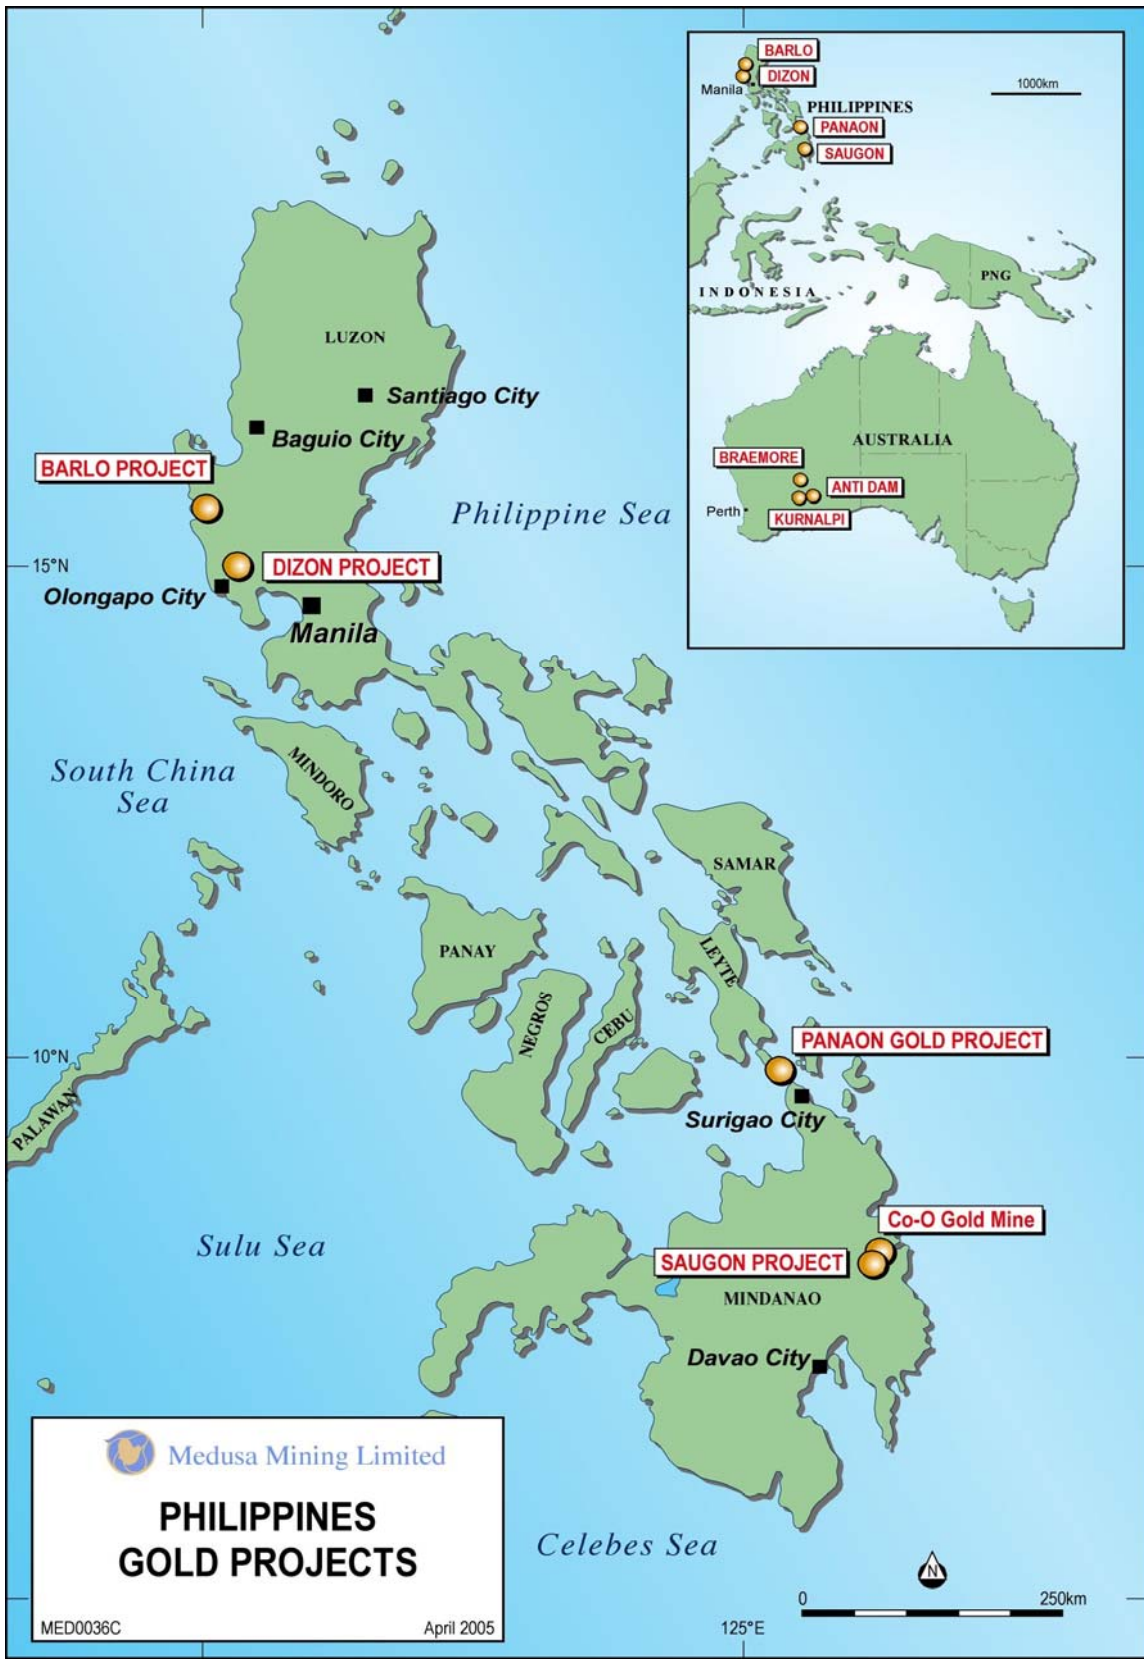 BARLO
DIZON
Manila
1000km
PHILIPPINES
PANAON
SAUGON
PNG
INDONESIA
AUSTRALIA
BRAEMORE
ANTI DAM
Perth
KURNALPI
LUZON
Santiago City
Baguio City
BARLO PROJECT
Philippine Sea
15°N
DIZON PROJECT
Olongapo City
Manila
South China
Sea
MINDORO
SAMAR
PANAY
LEYTE
NEGROS
CEBU
10°N
PANAON GOLD PROJECT
PALAWAN
Surigao City
Co-O Gold Mine
Sulu Sea
SAUGON PROJECT
MINDANAO
Davao City
Medusa Mining Limited
PHILIPPINES
GOLD PROJECTS
MED0036C April 2005
Celebes Sea
N
0 250km
125°E